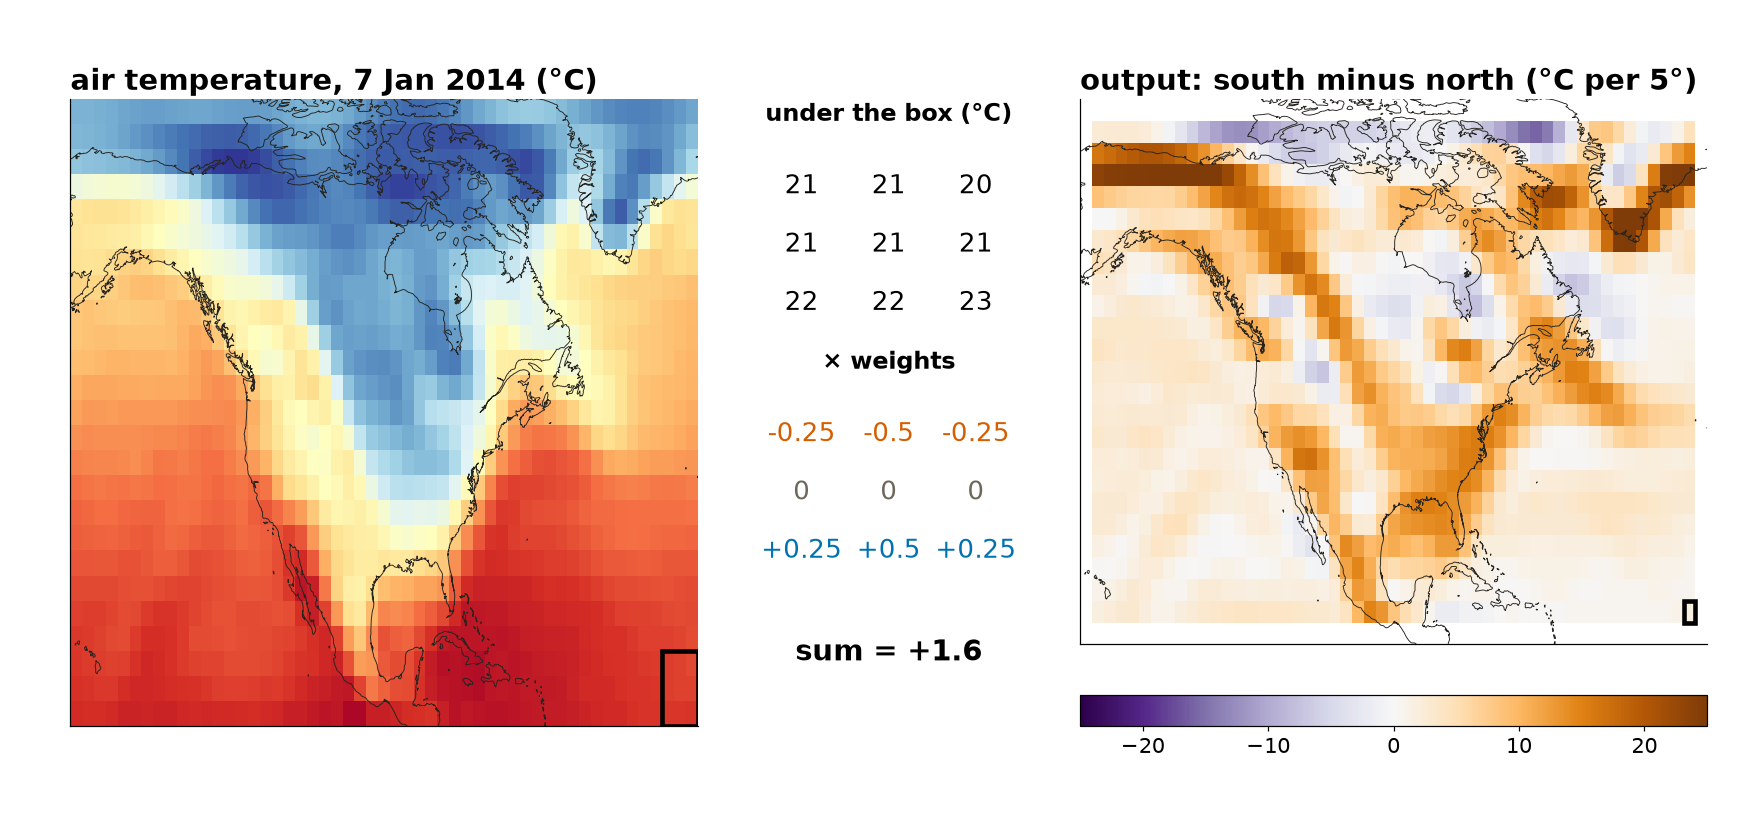 air temperature, 7 Jan 2014 (°C)
under the box (°C)
21 21 20
21 21 21
22 22 23
× weights
-0.25 -0.5 -0.25
0 0 0
+0.25 +0.5 +0.25
sum = +1.6
output: south minus north (°C per 5°)
−20 −10 0 10 20